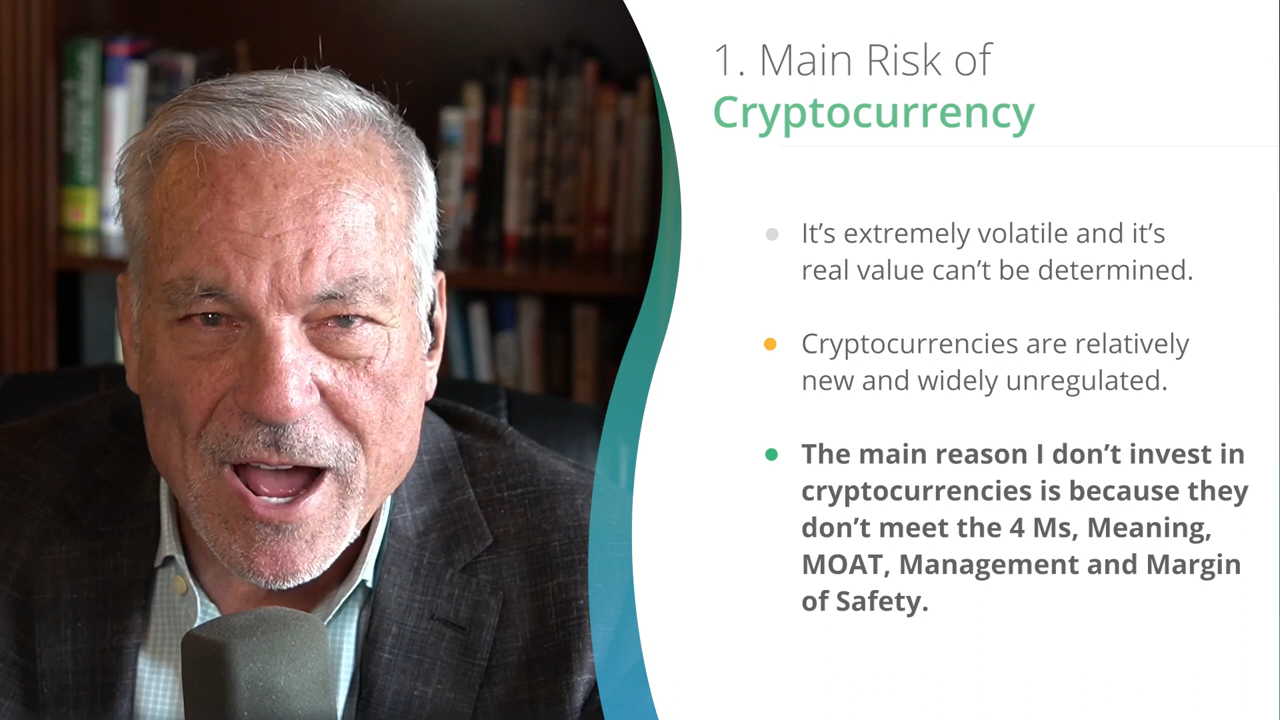 1. Main Risk of
Cryptocurrency
It’s extremely volatile and it’s
real value can’t be determined.
Cryptocurrencies are relatively
new and widely unregulated.
The main reason I don’t invest in
cryptocurrencies is because they
don’t meet the 4 Ms, Meaning,
MOAT, Management and Margin
of Safety.